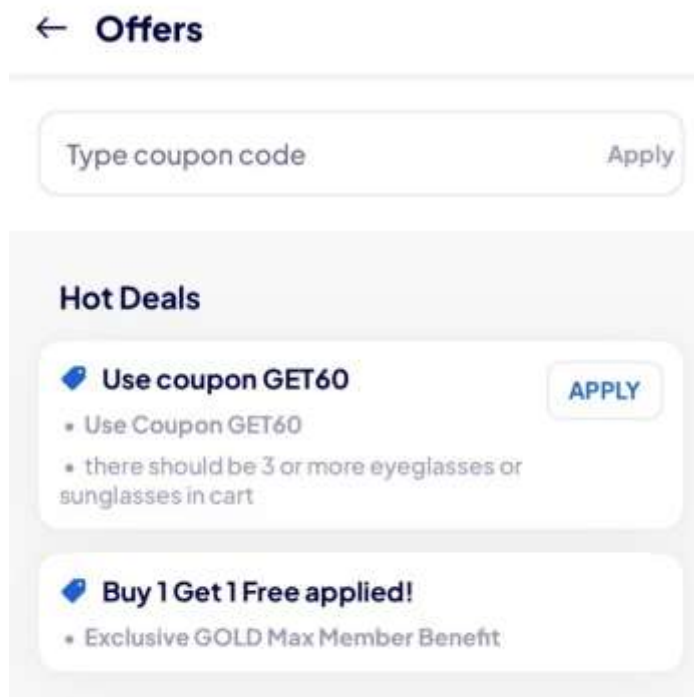 Offers
Type coupon code Apply
Hot Deals
Use coupon GET60 APPLY
• Use Coupon GET60
• there should be 3 or more eyeglasses or
sunglasses in cart
Buy 1 Get 1 Free applied!
• Exclusive GOLD Max Member Benefit